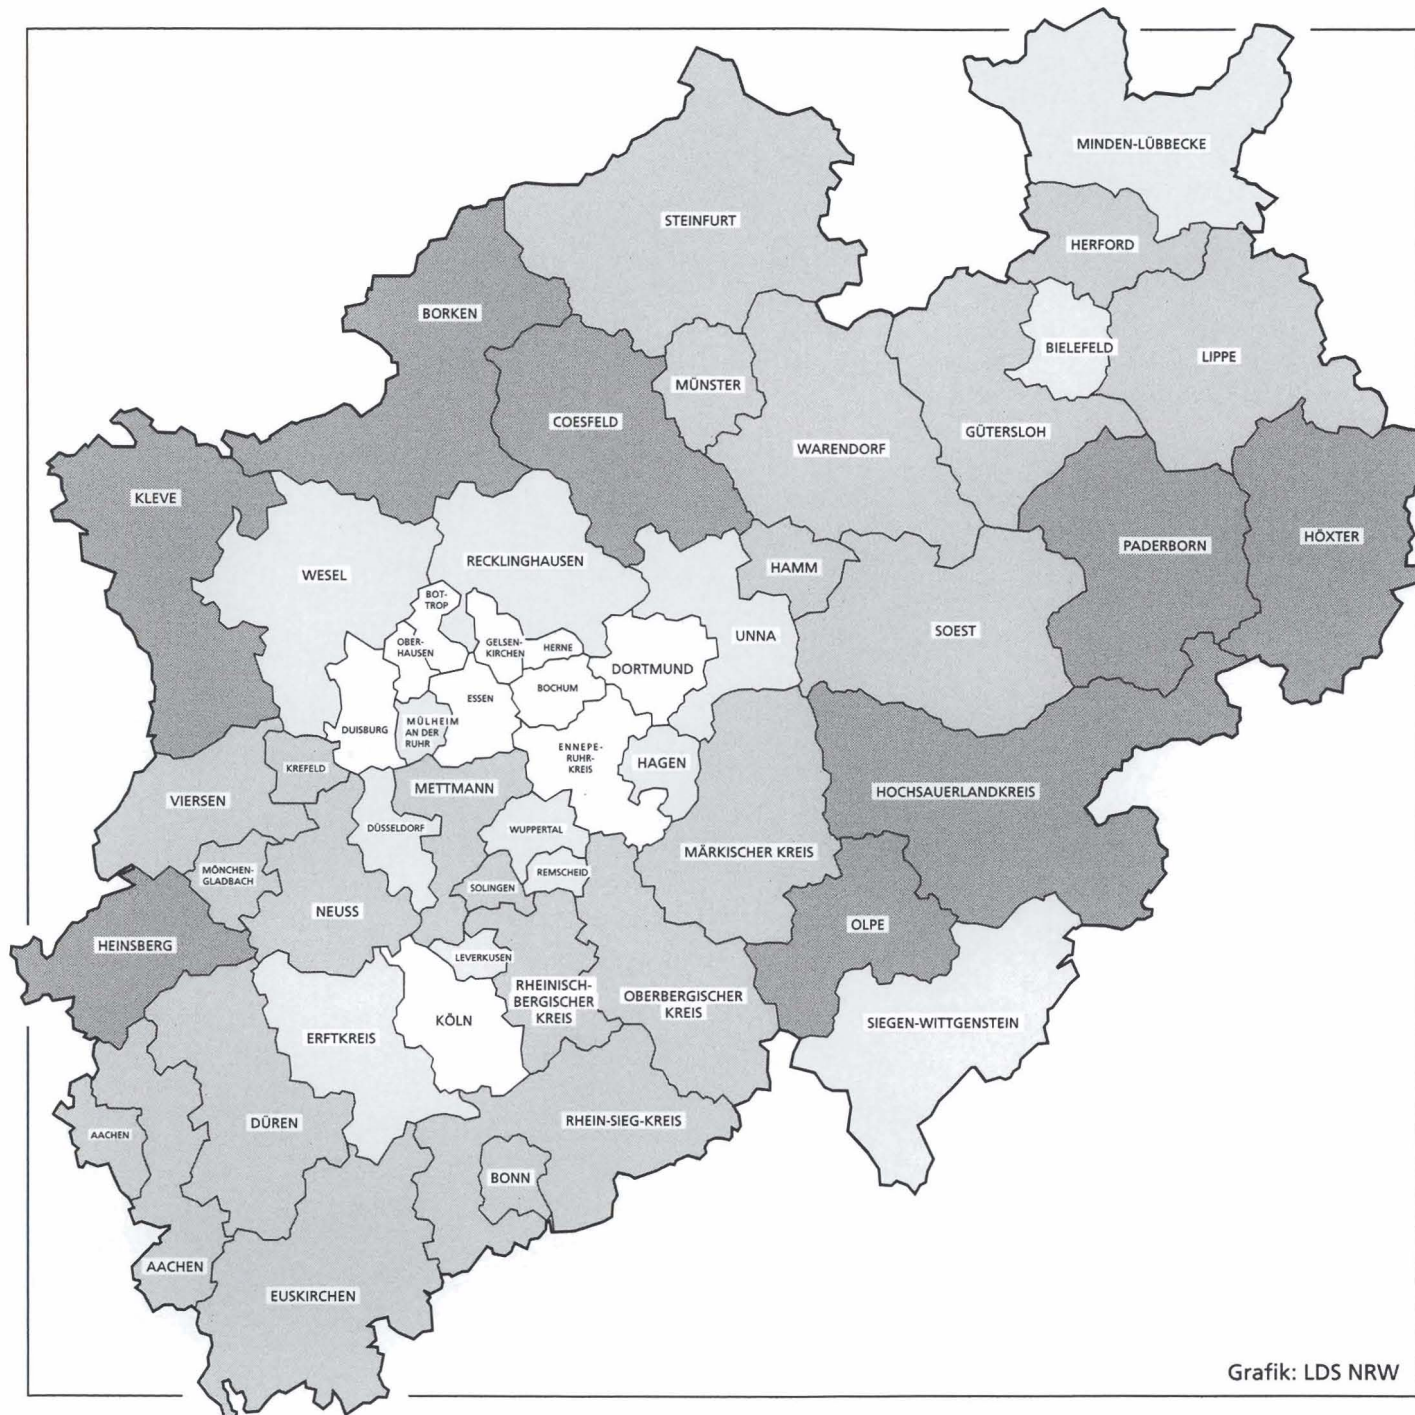 MINDEN-LÜBBECKE
STEINFURT
HERFORD
BORKEN
BIELEFELD
LIPPE
MÜNSTER
COESFELD
GÜTERSLOH
WARENDORF
KLEVE
HÖXTER
PADERBORN
RECKLINGHAUSEN
HAMM
WESEL
BOT-
TROP
UNNA
SOEST
OBER-
HAUSEN
GELSEN-
KIRCHEN
HERNE
DORTMUND
BOCHUM
ESSEN
DUISBURG
MÜLHEIM
AN DER
RUHR
ENNEPE-
RUHR-
KREIS
HAGEN
KREFELD
METTMANN
HOCHSAUERLANDKREIS
VIERSEN
DÜSSELDORF
WUPPERTAL
MÄRKISCHER KREIS
MÖNCHEN-
GLADBACH
REMSCHEID
SOLINGEN
NEUSS
OLPE
HEINSBERG
LEVERKUSEN
RHEINISCH-
BERGISCHER
KREIS
OBERBERGISCHER
KREIS
KÖLN
SIEGEN-WITTGENSTEIN
ERFTKREIS
DÜREN
RHEIN-SIEG-KREIS
AACHEN
BONN
AACHEN
EUSKIRCHEN
Grafik: LDS NRW